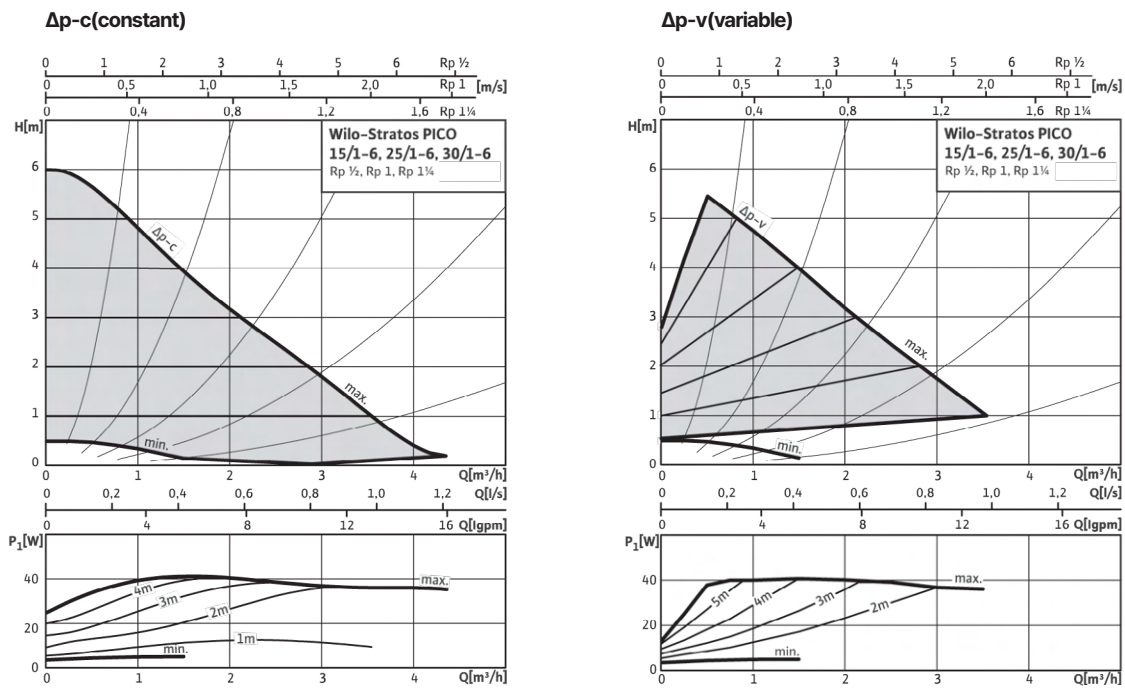 Δp-c(constant)
0 1 2 3 4 5 6 Rp ½
0 0,5 1,0 1,5 2,0 Rp 1 [m/s]
0 0,4 0,8 1,2 1,6 Rp 1¼
H[m]
Wilo-Stratos PICO
15/1-6, 25/1-6, 30/1-6
Rp ½, Rp 1, Rp 1¼
6
5
Δp-c
4
3
2
max.
1
min.
0
0 1 2 3 4 Q[m³/h]
0 0,2 0,4 0,6 0,8 1,0 1,2 Q[l/s]
0 4 8 12 16 Q[Igpm]
P₁[W]
40
max.
4m
3m
2m
20
1m
min.
0
0 1 2 3 4 Q[m³/h]
Δp-v(variable)
0 1 2 3 4 5 6 Rp ½
0 0,5 1,0 1,5 2,0 Rp 1 [m/s]
0 0,4 0,8 1,2 1,6 Rp 1¼
H[m]
Wilo-Stratos PICO
15/1-6, 25/1-6, 30/1-6
Rp ½, Rp 1, Rp 1¼
6
5
Δp-v
4
3
max.
2
1
min.
0
0 1 2 3 4 Q[m³/h]
0 0,2 0,4 0,6 0,8 1,0 1,2 Q[l/s]
0 4 8 12 16 Q[Igpm]
P₁[W]
40
max.
5m
4m
3m
2m
20
min.
0
0 1 2 3 4 Q[m³/h]